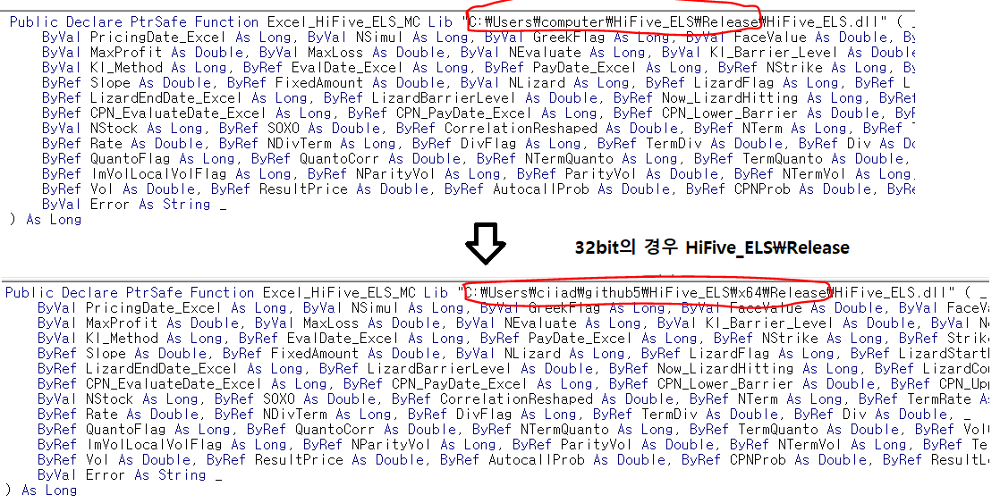 Public Declare PtrSafe Function Excel_HiFive_ELS_MC Lib "C:₩Users₩computer₩HiFive_ELS₩Release₩HiFive_ELS.dll" ( _
ByVal PricingDate_Excel As Long, ByVal NSimul As Long, ByVal GreekFlag As Long, ByVal FaceValue As Double, By
ByVal MaxProfit As Double, ByVal MaxLoss As Double, ByVal NEvaluate As Long, ByVal KI_Barrier_Level As Double
ByVal KI_Method As Long, ByRef EvalDate_Excel As Long, ByRef PayDate_Excel As Long, ByRef NStrike As Long, By
ByRef Slope As Double, ByRef FixedAmount As Double, ByVal NLizard As Long, ByRef LizardFlag As Long, ByRef L
ByRef LizardEndDate_Excel As Long, ByRef LizardBarrierLevel As Double, ByRef Now_LizardHitting As Long, ByRef
ByRef CPN_EvaluateDate_Excel As Long, ByRef CPN_PayDate_Excel As Long, ByRef CPN_Lower_Barrier As Double, By
ByVal NStock As Long, ByRef SOXO As Double, ByRef CorrelationReshaped As Double, ByRef NTerm As Long, ByRef
ByRef Rate As Double, ByRef NDivTerm As Long, ByRef DivFlag As Long, ByRef TermDiv As Double, ByRef Div As Do
ByRef QuantoFlag As Long, ByRef QuantoCorr As Double, ByRef NTermQuanto As Long, ByRef TermQuanto As Double,
ByRef ImVolLocalVolFlag As Long, ByRef NParityVol As Long, ByRef ParityVol As Double, ByRef NTermVol As Long,
ByRef Vol As Double, ByRef ResultPrice As Double, ByRef AutocallProb As Double, ByRef CPNProb As Double, ByRe
ByVal Error As String _
) As Long
32bit의 경우 HiFive_ELS₩Release
Public Declare PtrSafe Function Excel_HiFive_ELS_MC Lib "C:₩Users₩ciiad₩github5₩HiFive_ELS₩x64₩Release₩HiFive_ELS.dll" ( _
ByVal PricingDate_Excel As Long, ByVal NSimul As Long, ByVal GreekFlag As Long, ByVal FaceValue As Double, ByVal FaceVa
ByVal MaxProfit As Double, ByVal MaxLoss As Double, ByVal NEvaluate As Long, ByVal KI_Barrier_Level As Double, ByVal No
ByVal KI_Method As Long, ByRef EvalDate_Excel As Long, ByRef PayDate_Excel As Long, ByRef NStrike As Long, ByRef Strike
ByRef Slope As Double, ByRef FixedAmount As Double, ByVal NLizard As Long, ByRef LizardFlag As Long, ByRef LizardStart
ByRef LizardEndDate_Excel As Long, ByRef LizardBarrierLevel As Double, ByRef Now_LizardHitting As Long, ByRef LizardCou
ByRef CPN_EvaluateDate_Excel As Long, ByRef CPN_PayDate_Excel As Long, ByRef CPN_Lower_Barrier As Double, ByRef CPN_Upp
ByVal NStock As Long, ByRef SOXO As Double, ByRef CorrelationReshaped As Double, ByRef NTerm As Long, ByRef TermRate As
ByRef Rate As Double, ByRef NDivTerm As Long, ByRef DivFlag As Long, ByRef TermDiv As Double, ByRef Div As Double, _
ByRef QuantoFlag As Long, ByRef QuantoCorr As Double, ByRef NTermQuanto As Long, ByRef TermQuanto As Double, ByRef VolQ
ByRef ImVolLocalVolFlag As Long, ByRef NParityVol As Long, ByRef ParityVol As Double, ByRef NTermVol As Long, ByRef Te
ByRef Vol As Double, ByRef ResultPrice As Double, ByRef AutocallProb As Double, ByRef CPNProb As Double, ByRef ResultLo
ByVal Error As String _
) As Long